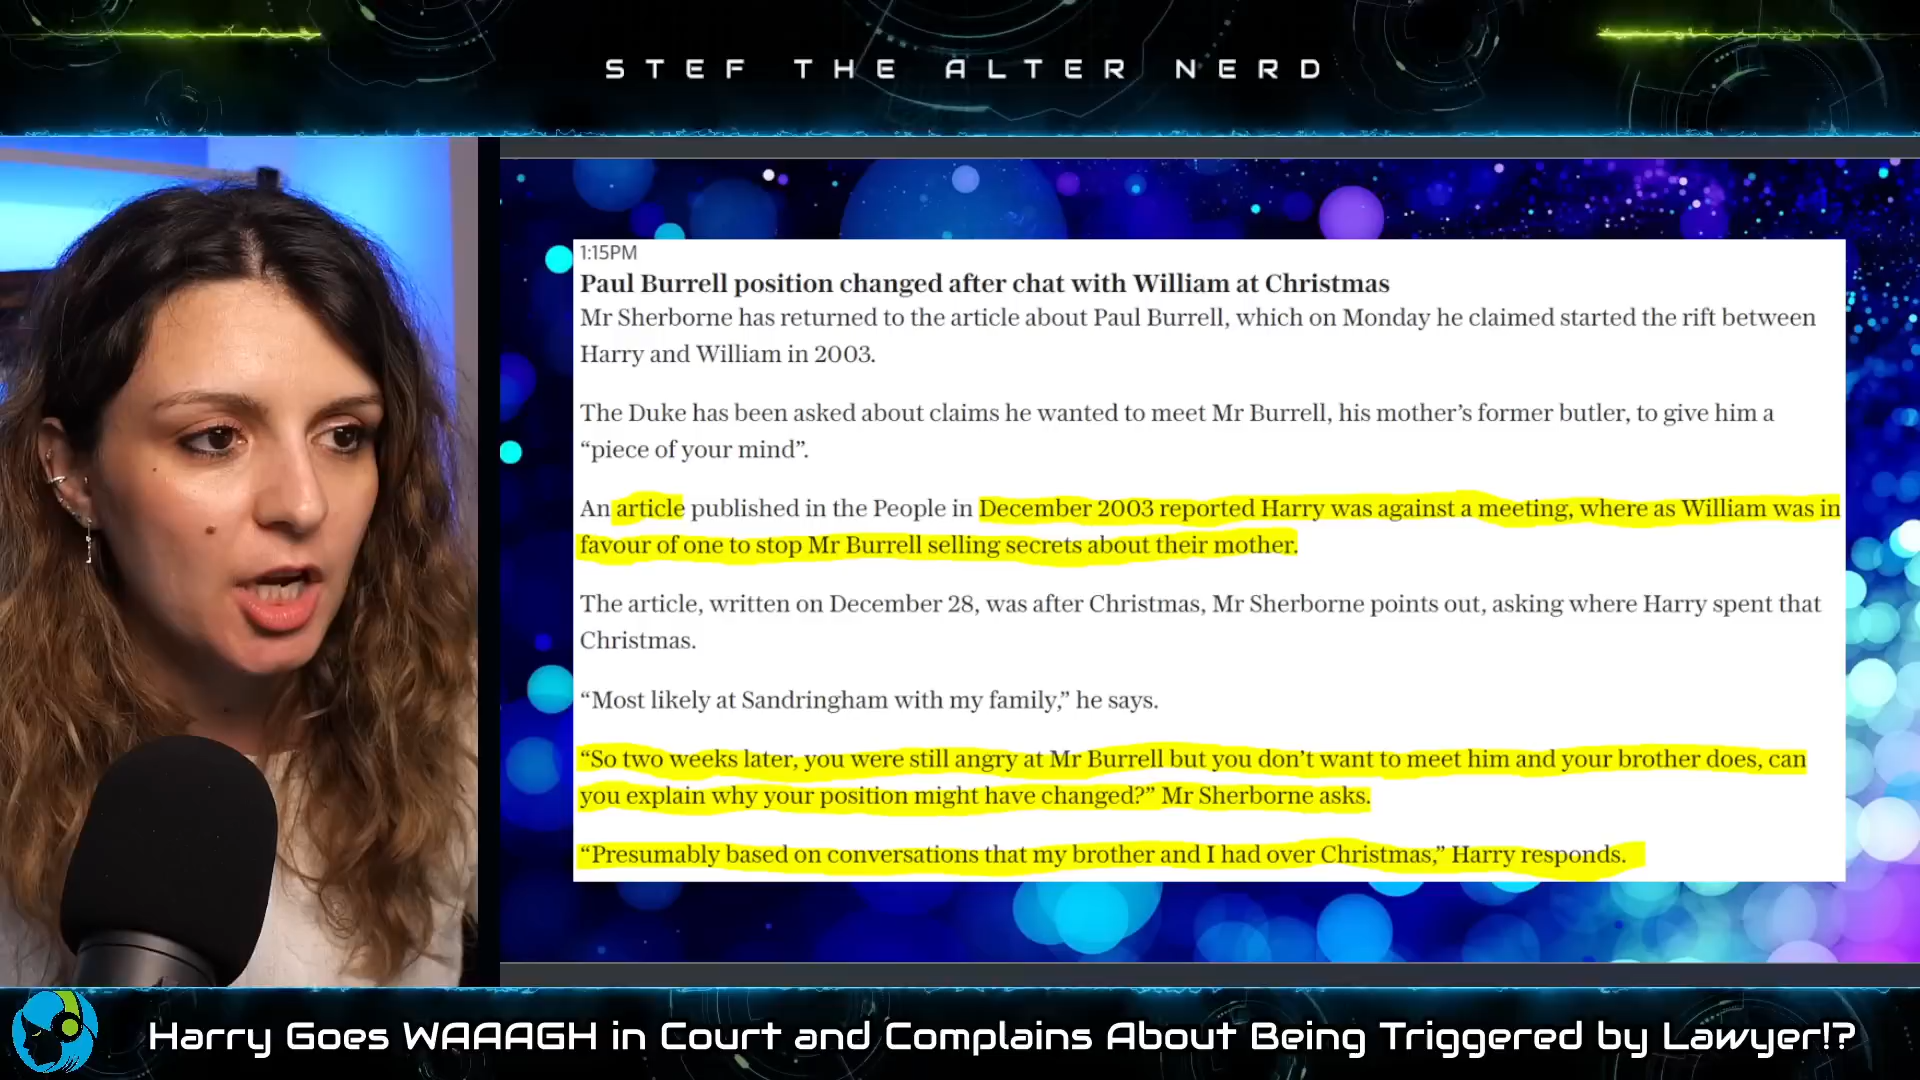 STEF THE ALTER NERD
1:15PM
Paul Burrell position changed after chat with William at Christmas
Mr Sherborne has returned to the article about Paul Burrell, which on Monday he claimed started the rift between
Harry and William in 2003.
The Duke has been asked about claims he wanted to meet Mr Burrell, his mother’s former butler, to give him a
“piece of your mind”.
An article published in the People in December 2003 reported Harry was against a meeting, where as William was in
favour of one to stop Mr Burrell selling secrets about their mother.
The article, written on December 28, was after Christmas, Mr Sherborne points out, asking where Harry spent that
Christmas.
“Most likely at Sandringham with my family,” he says.
“So two weeks later, you were still angry at Mr Burrell but you don’t want to meet him and your brother does, can
you explain why your position might have changed?” Mr Sherborne asks.
“Presumably based on conversations that my brother and I had over Christmas,” Harry responds.
Harry Goes WAAAGH in Court and Complains About Being Triggered by Lawyer!?